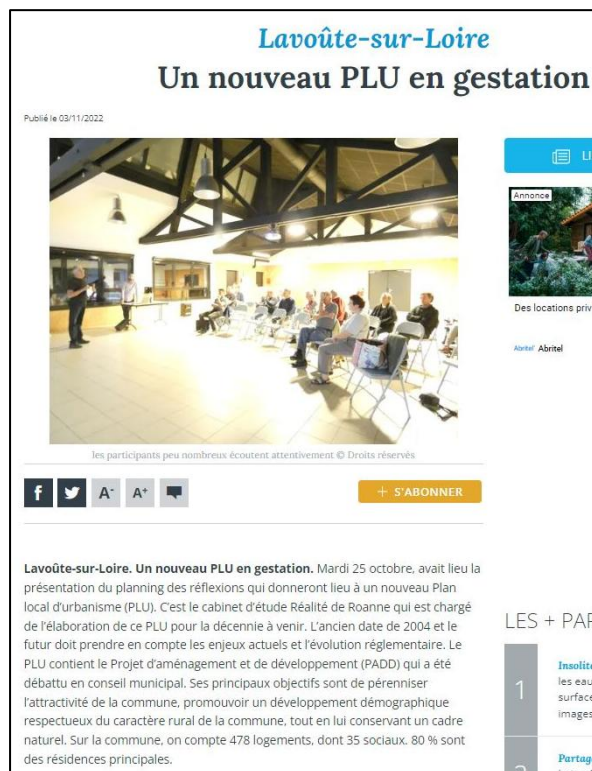 Lavoûte-sur-Loire
Un nouveau PLU en gestation
Publié le 03/11/2022
les participants peu nombreux écoutent attentivement © Droits réservés
f A- A+ + S'ABONNER
Lavoûte-sur-Loire. Un nouveau PLU en gestation. Mardi 25 octobre, avait lieu la
présentation du planning des réflexions qui donneront lieu à un nouveau Plan
local d'urbanisme (PLU). C'est le cabinet d'étude Réalité de Roanne qui est chargé
de l'élaboration de ce PLU pour la décennie à venir. L'ancien date de 2004 et le
futur doit prendre en compte les enjeux actuels et l'évolution réglementaire. Le
PLU contient le Projet d'aménagement et de développement (PADD) qui a été
débattu en conseil municipal. Ses principaux objectifs sont de pérenniser
l'attractivité de la commune, promouvoir un développement démographique
respectueux du caractère rural de la commune, tout en lui conservant un cadre
naturel. Sur la commune, on compte 478 logements, dont 35 sociaux. 80 % sont
des résidences principales.
LI
Annonce
Des locations priv
Abritel Abritel
LES + PAR
1
Insolite
les eau
surface
images
Partag